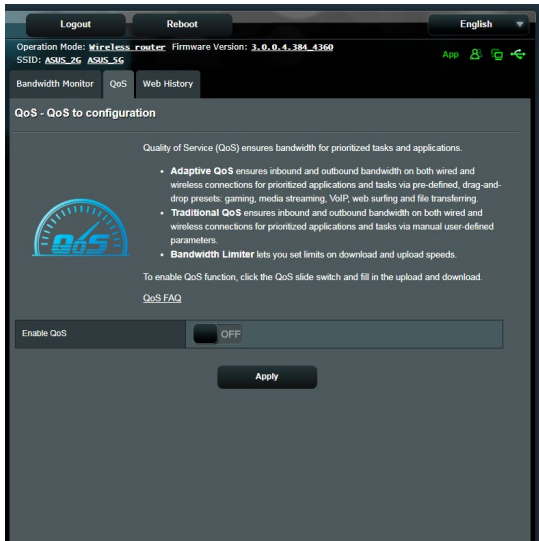 Logout Reboot English
Operation Mode: Wireless router Firmware Version: 3.0.0.4.384_4360
SSID: ASUS_2G ASUS_5G
App
Bandwidth Monitor QoS Web History
QoS - QoS to configuration
Quality of Service (QoS) ensures bandwidth for prioritized tasks and applications.
• Adaptive QoS ensures inbound and outbound bandwidth on both wired and
wireless connections for prioritized applications and tasks via pre-defined, drag-and-
drop presets: gaming, media streaming, VoIP, web surfing and file transferring.
• Traditional QoS ensures inbound and outbound bandwidth on both wired and
wireless connections for prioritized applications and tasks via manual user-defined
parameters.
• Bandwidth Limiter lets you set limits on download and upload speeds.
QoS
To enable QoS function, click the QoS slide switch and fill in the upload and download.
QoS FAQ
Enable QoS OFF
Apply